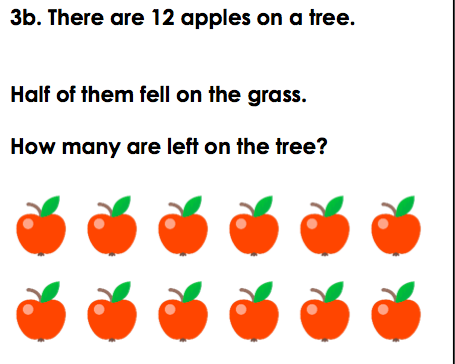 3b. There are 12 apples on a tree.
Half of them fell on the grass.
How many are left on the tree?